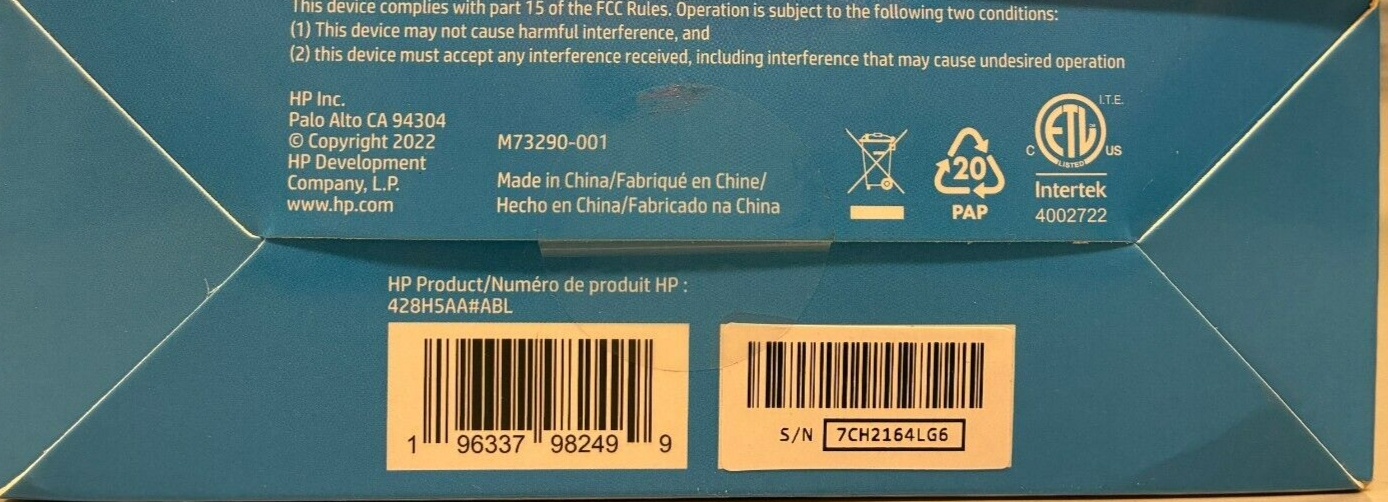 This device complies with part 15 of the FCC Rules. Operation is subject to the following two conditions:
(1) This device may not cause harmful interference, and
(2) this device must accept any interference received, including interference that may cause undesired operation
HP Inc.
Palo Alto CA 94304
© Copyright 2022
HP Development
Company, L.P.
www.hp.com
M73290-001
Made in China/Fabriqué en Chine/
Hecho en China/Fabricado na China
20
PAP
I.T.E.
ETL
C LISTED US
Intertek
4002722
HP Product/Numéro de produit HP :
428H5AA#ABL
1 96337 98249 9
S/N 7CH2164LG6